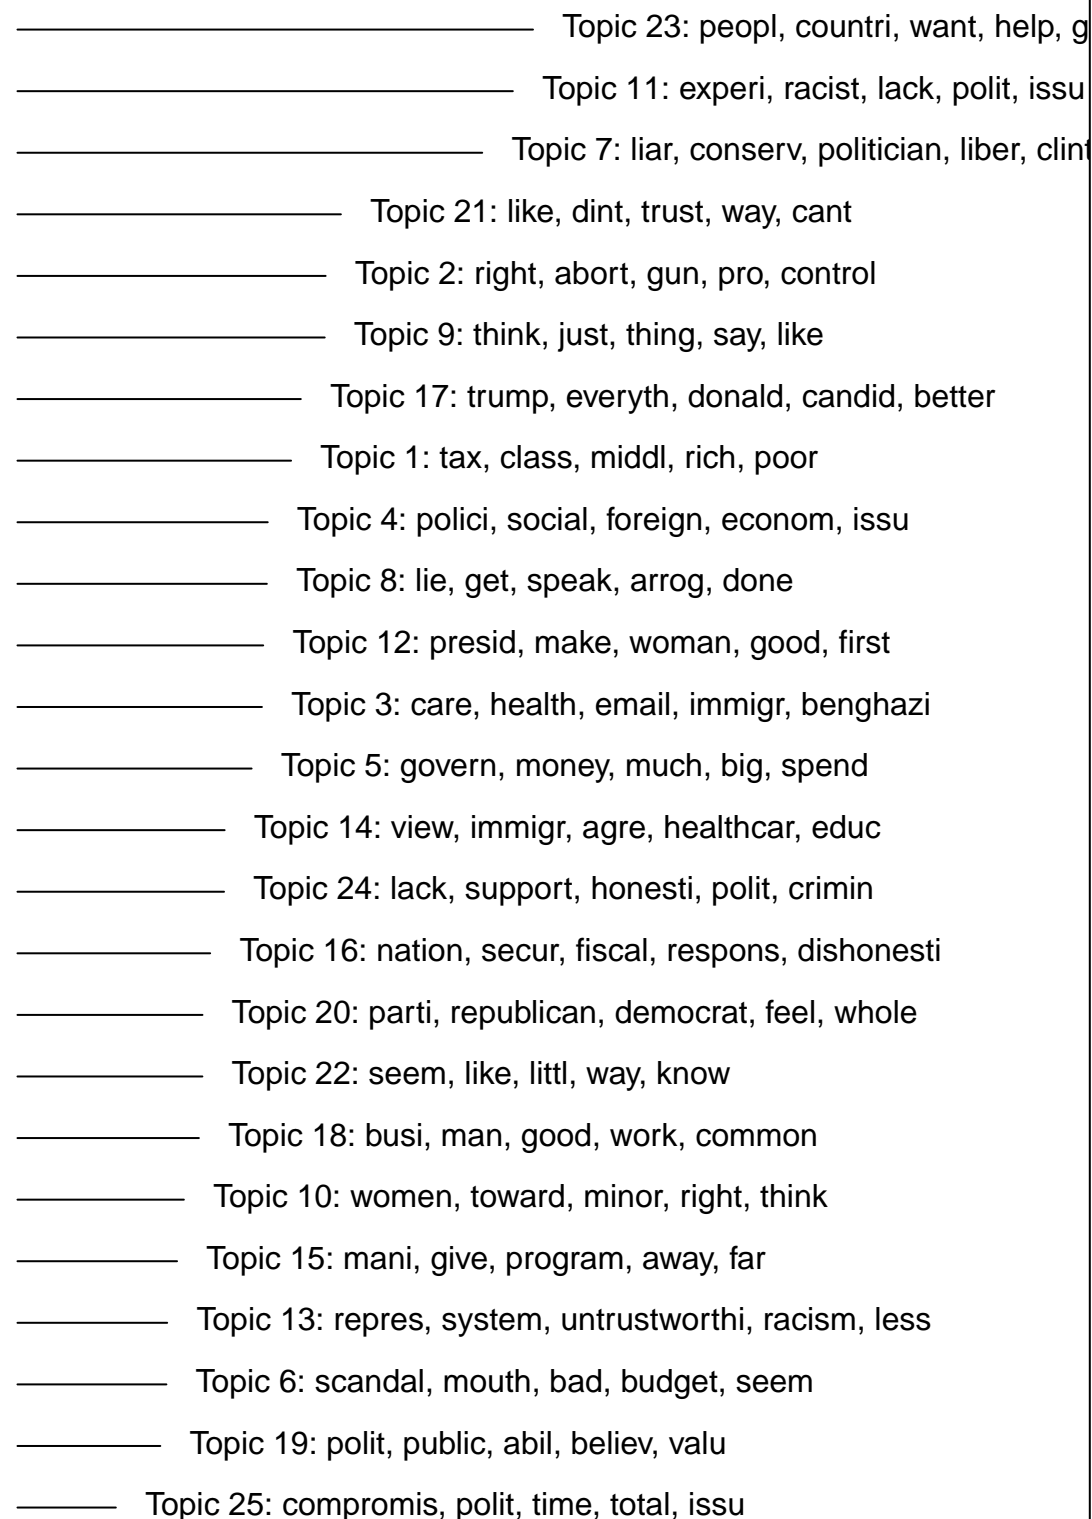 Topic 23: peopl, countri, want, help, g
Topic 11: experi, racist, lack, polit, issu
Topic 7: liar, conserv, politician, liber, clint
Topic 21: like, dint, trust, way, cant
Topic 2: right, abort, gun, pro, control
Topic 9: think, just, thing, say, like
Topic 17: trump, everyth, donald, candid, better
Topic 1: tax, class, middl, rich, poor
Topic 4: polici, social, foreign, econom, issu
Topic 8: lie, get, speak, arrog, done
Topic 12: presid, make, woman, good, first
Topic 3: care, health, email, immigr, benghazi
Topic 5: govern, money, much, big, spend
Topic 14: view, immigr, agre, healthcar, educ
Topic 24: lack, support, honesti, polit, crimin
Topic 16: nation, secur, fiscal, respons, dishonesti
Topic 20: parti, republican, democrat, feel, whole
Topic 22: seem, like, littl, way, know
Topic 18: busi, man, good, work, common
Topic 10: women, toward, minor, right, think
Topic 15: mani, give, program, away, far
Topic 13: repres, system, untrustworthi, racism, less
Topic 6: scandal, mouth, bad, budget, seem
Topic 19: polit, public, abil, believ, valu
Topic 25: compromis, polit, time, total, issu